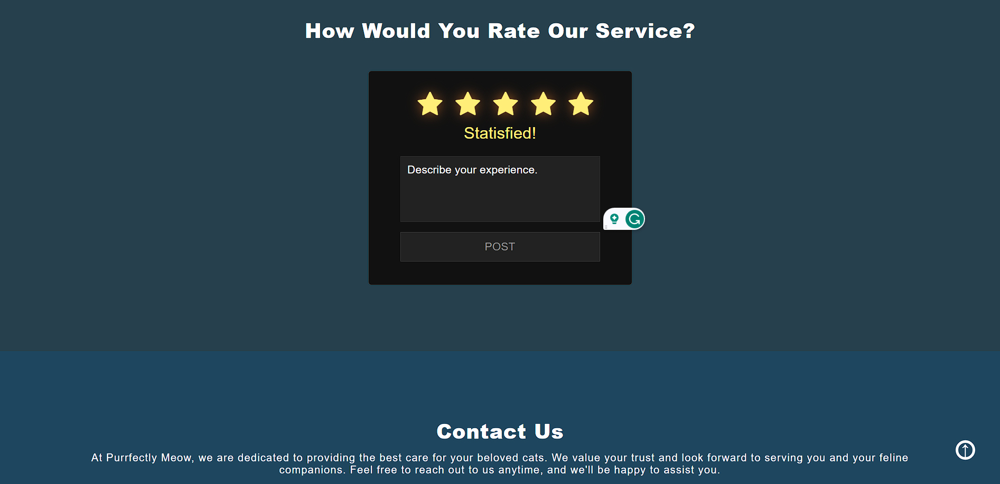 How Would You Rate Our Service?
Statisfied!
Describe your experience.
POST
Contact Us
At Purrfectly Meow, we are dedicated to providing the best care for your beloved cats. We value your trust and look forward to serving you and your feline
companions. Feel free to reach out to us anytime, and we'll be happy to assist you.